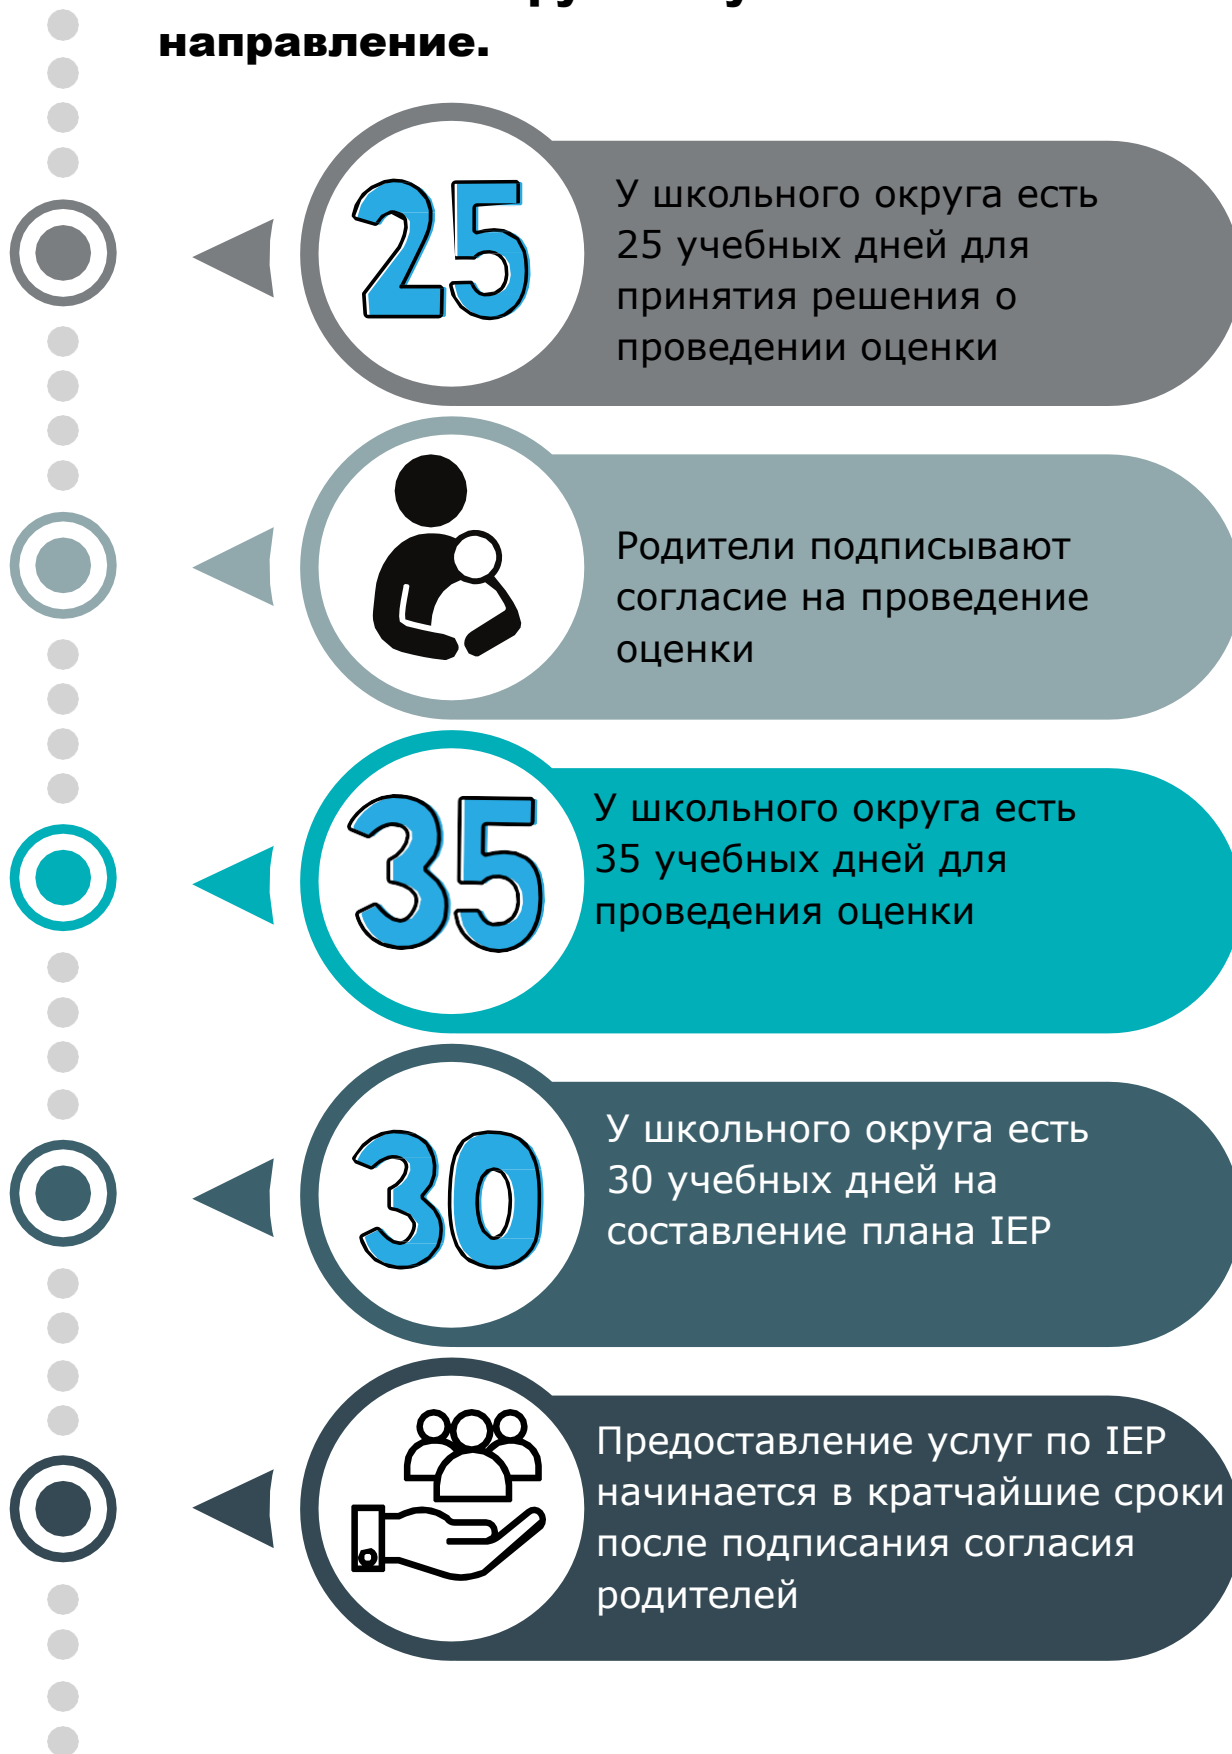 направление.
25
У школьного округа есть
25 учебных дней для
принятия решения о
проведении оценки
Родители подписывают
согласие на проведение
оценки
35
У школьного округа есть
35 учебных дней для
проведения оценки
30
У школьного округа есть
30 учебных дней на
составление плана IEP
Предоставление услуг по IEP
начинается в кратчайшие сроки
после подписания согласия
родителей